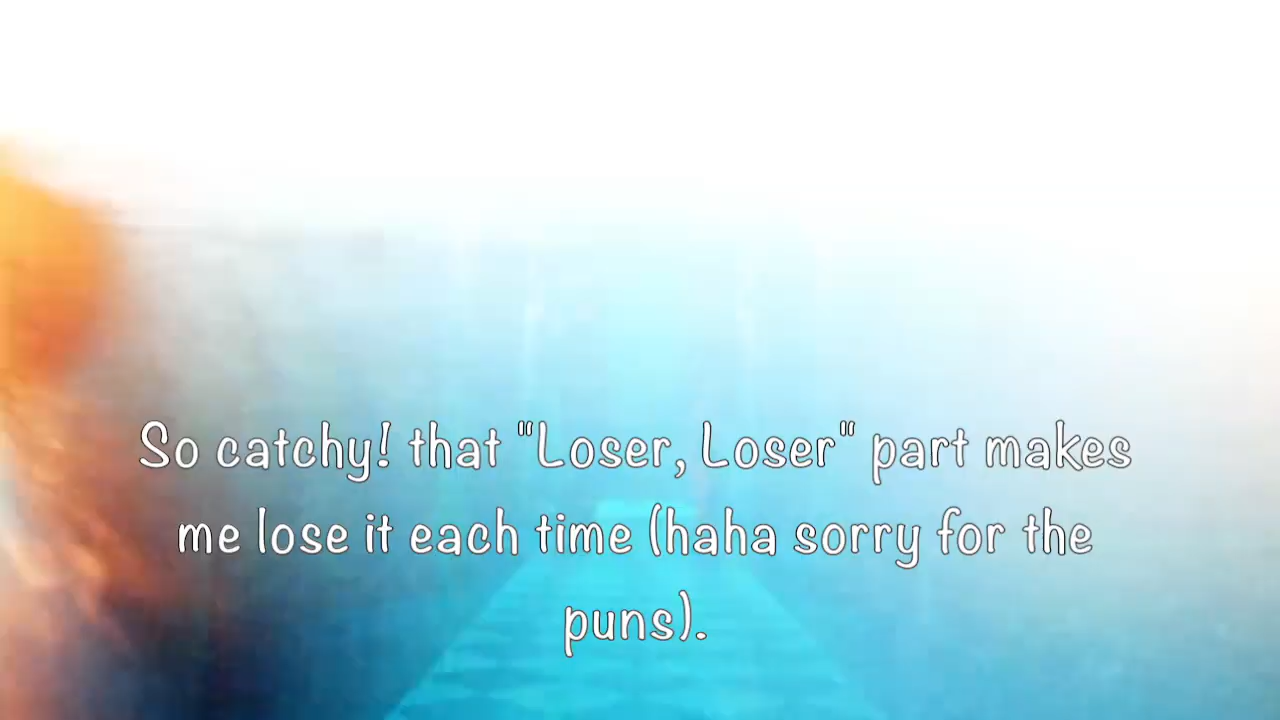 So catchy! that "Loser, Loser" part makes
me lose it each time (haha sorry for the
puns).